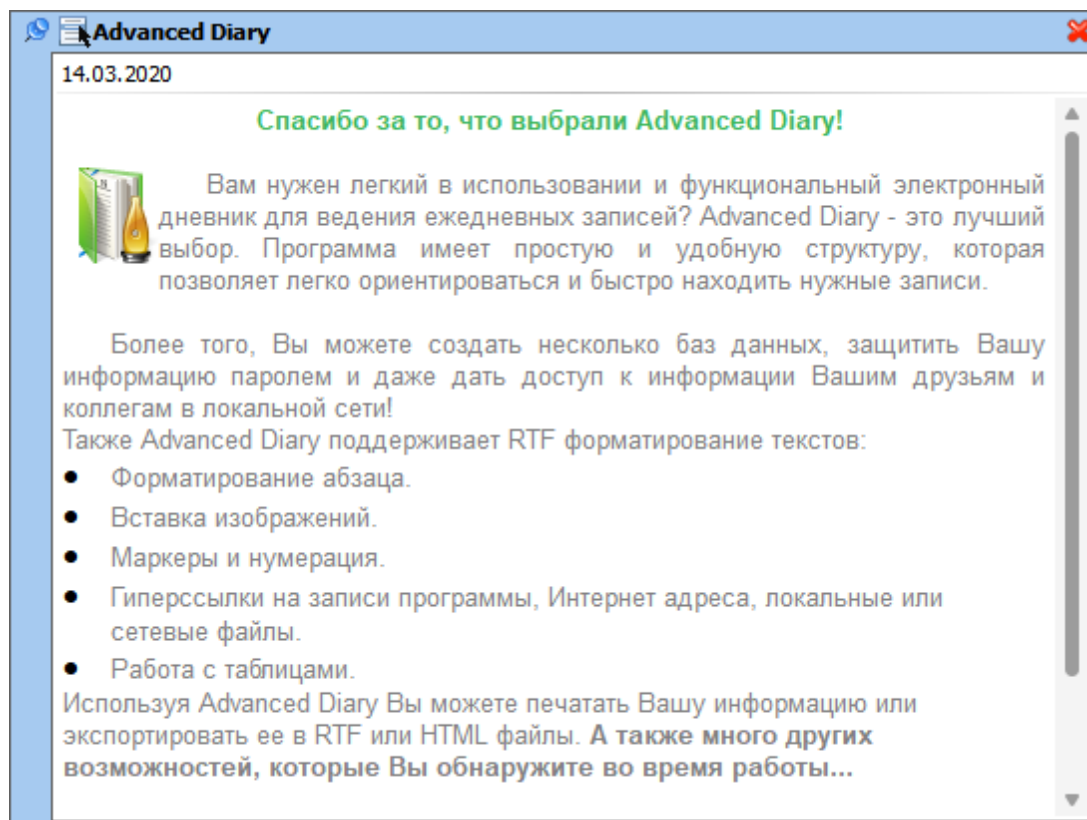 Advanced Diary
14.03.2020
Спасибо за то, что выбрали Advanced Diary!
Вам нужен легкий в использовании и функциональный электронный
дневник для ведения ежедневных записей? Advanced Diary - это лучший
выбор. Программа имеет простую и удобную структуру, которая
позволяет легко ориентироваться и быстро находить нужные записи.
Более того, Вы можете создать несколько баз данных, защитить Вашу
информацию паролем и даже дать доступ к информации Вашим друзьям и
коллегам в локальной сети!
Также Advanced Diary поддерживает RTF форматирование текстов:
● Форматирование абзаца.
● Вставка изображений.
● Маркеры и нумерация.
● Гиперссылки на записи программы, Интернет адреса, локальные или
сетевые файлы.
● Работа с таблицами.
Используя Advanced Diary Вы можете печатать Вашу информацию или
экспортировать ее в RTF или HTML файлы. А также много других
возможностей, которые Вы обнаружите во время работы...